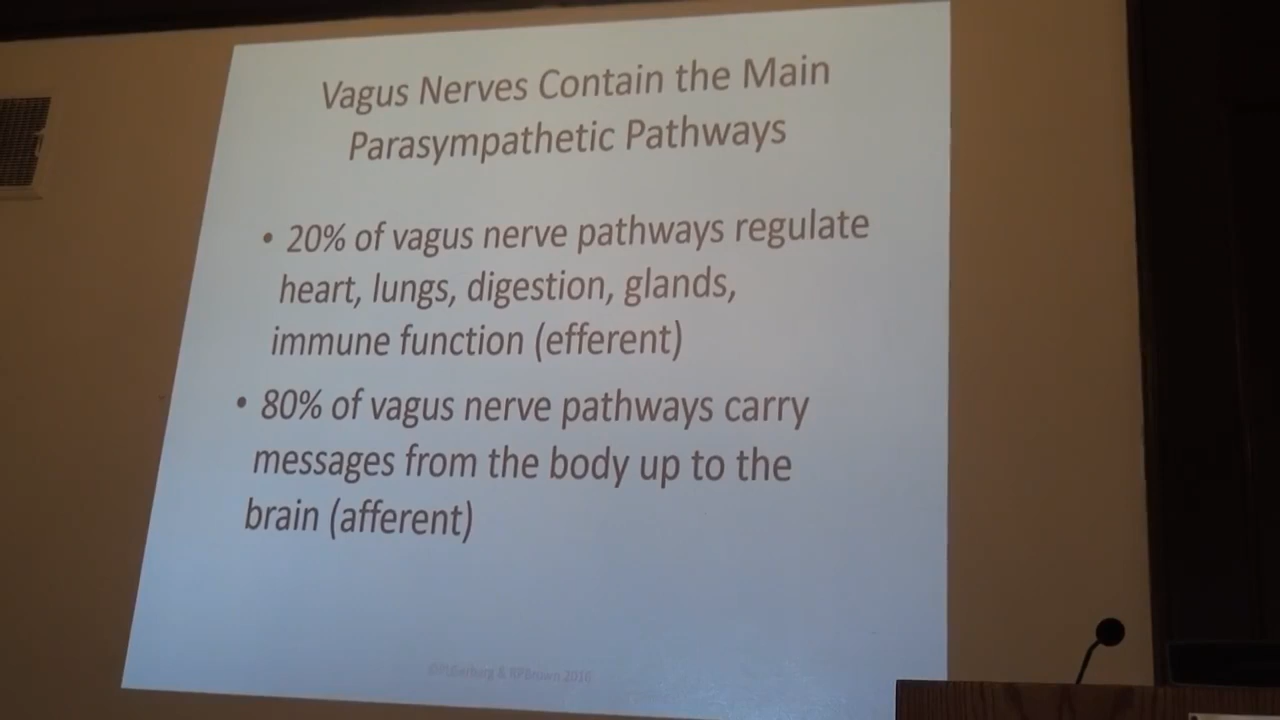 Vagus Nerves Contain the Main
Parasympathetic Pathways
• 20% of vagus nerve pathways regulate
heart, lungs, digestion, glands,
immune function (efferent)
• 80% of vagus nerve pathways carry
messages from the body up to the
brain (afferent)